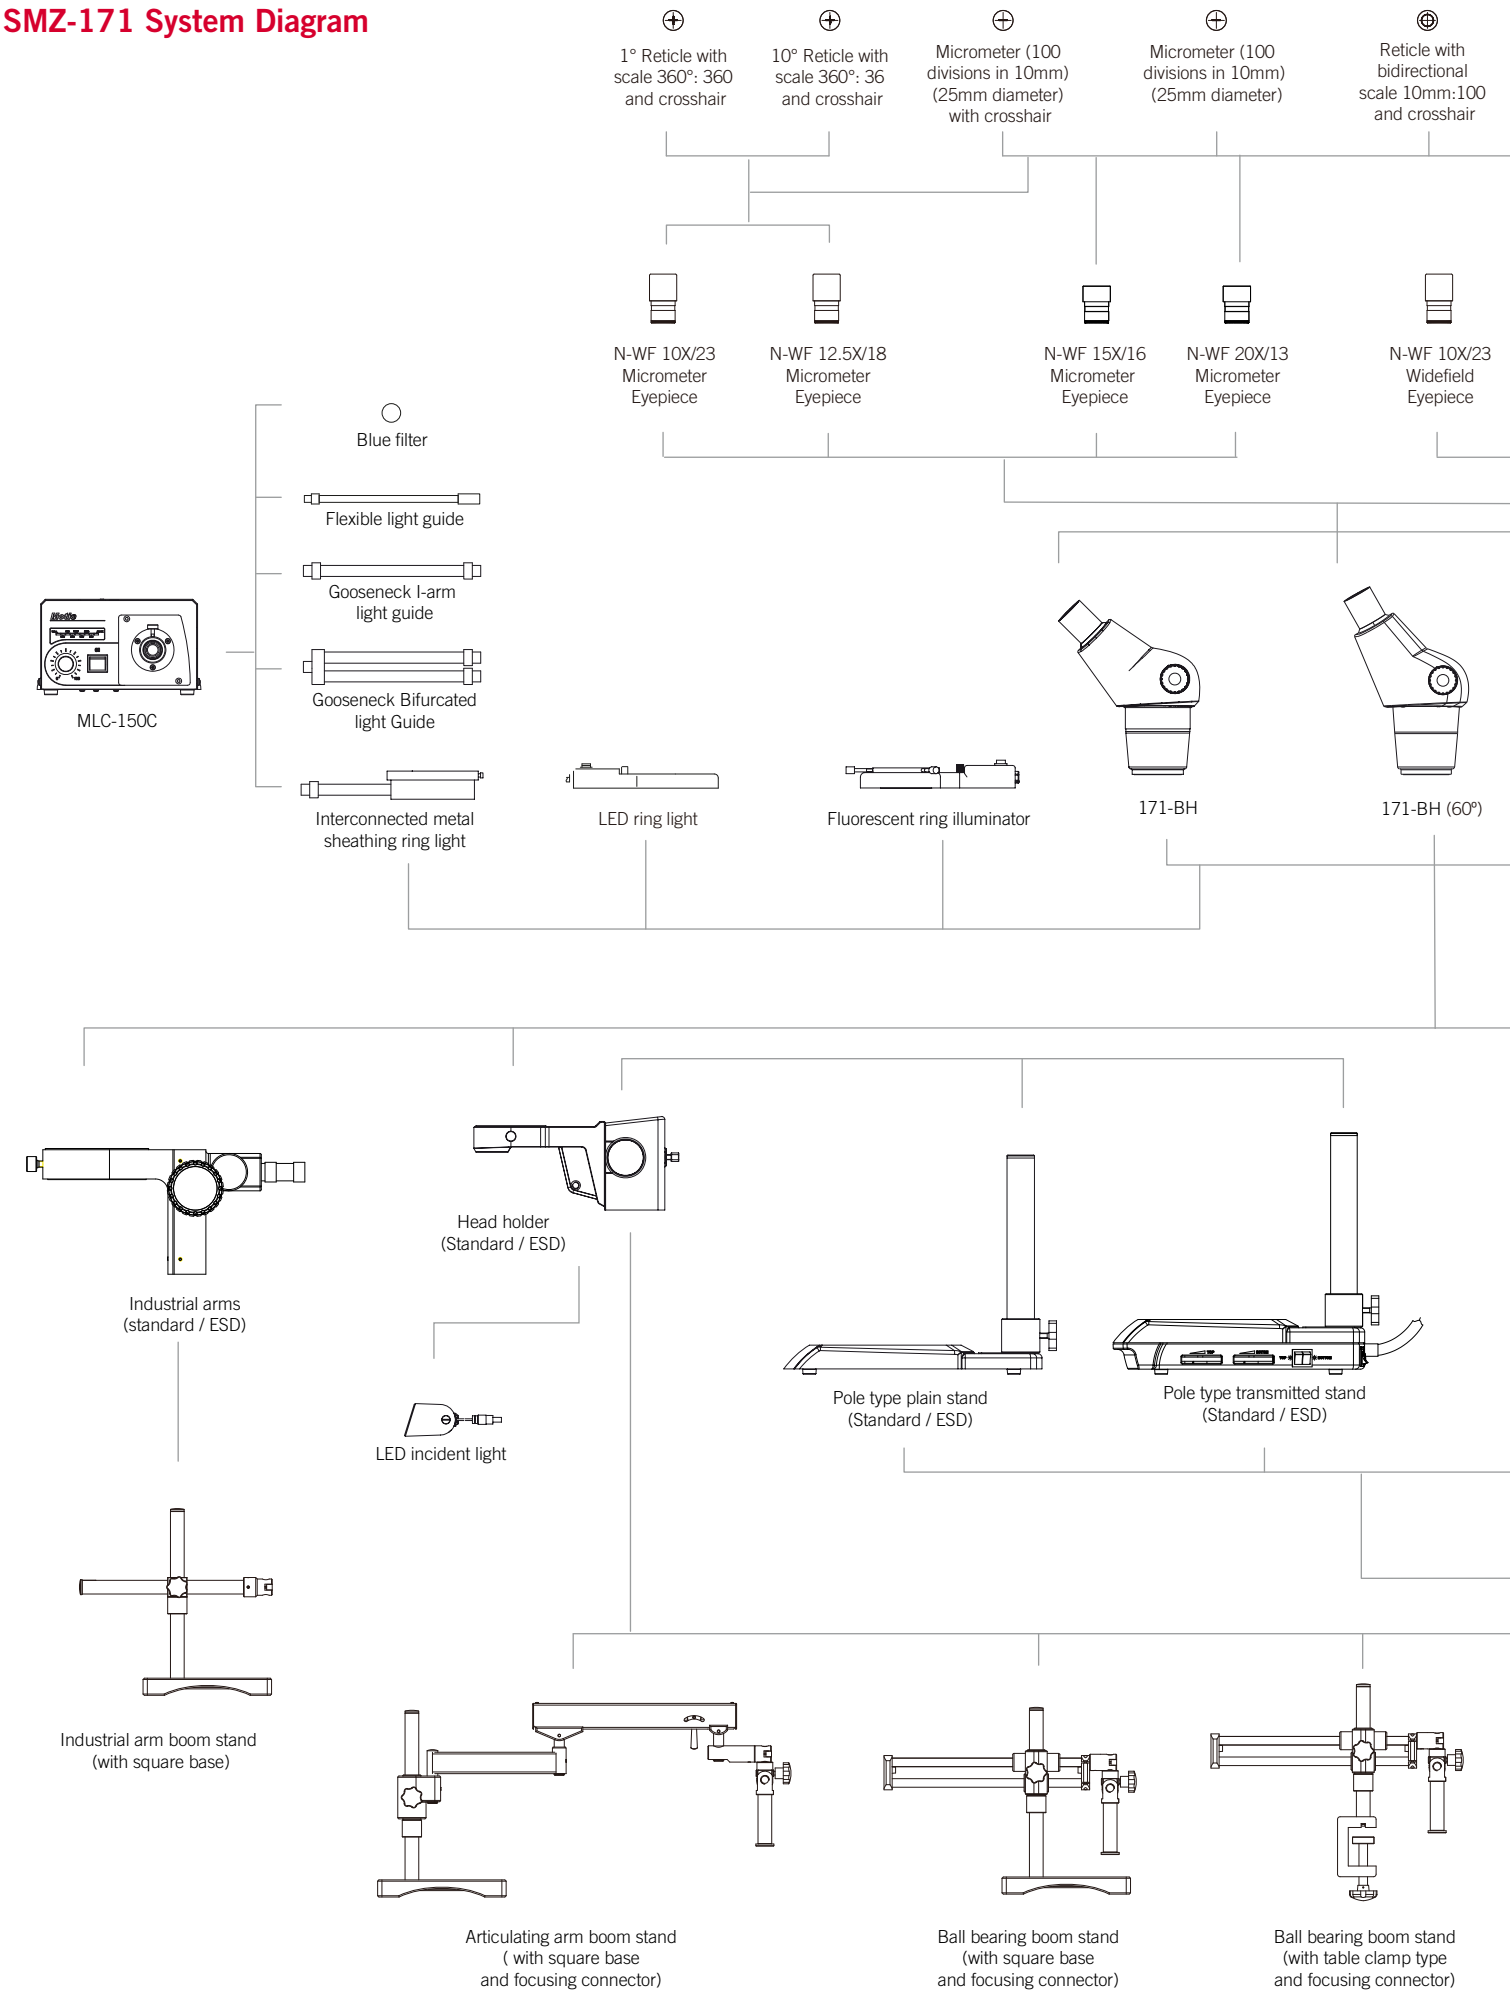 SMZ-171 System Diagram
1° Reticle with
scale 360°: 360
and crosshair
10° Reticle with
scale 360°: 36
and crosshair
Micrometer (100
divisions in 10mm)
(25mm diameter)
with crosshair
Micrometer (100
divisions in 10mm)
(25mm diameter)
Reticle with
bidirectional
scale 10mm:100
and crosshair
N-WF 10X/23
Micrometer
Eyepiece
N-WF 12.5X/18
Micrometer
Eyepiece
N-WF 15X/16
Micrometer
Eyepiece
N-WF 20X/13
Micrometer
Eyepiece
N-WF 10X/23
Widefield
Eyepiece
Blue filter
Flexible light guide
Gooseneck I-arm
light guide
Gooseneck Bifurcated
light Guide
Motic
MLC-150C
Interconnected metal
sheathing ring light
LED ring light
Fluorescent ring illuminator
171-BH
171-BH (60º)
Industrial arms
(standard / ESD)
Head holder
(Standard / ESD)
LED incident light
Pole type plain stand
(Standard / ESD)
Pole type transmitted stand
(Standard / ESD)
Industrial arm boom stand
(with square base)
Articulating arm boom stand
( with square base
and focusing connector)
Ball bearing boom stand
(with square base
and focusing connector)
Ball bearing boom stand
(with table clamp type
and focusing connector)